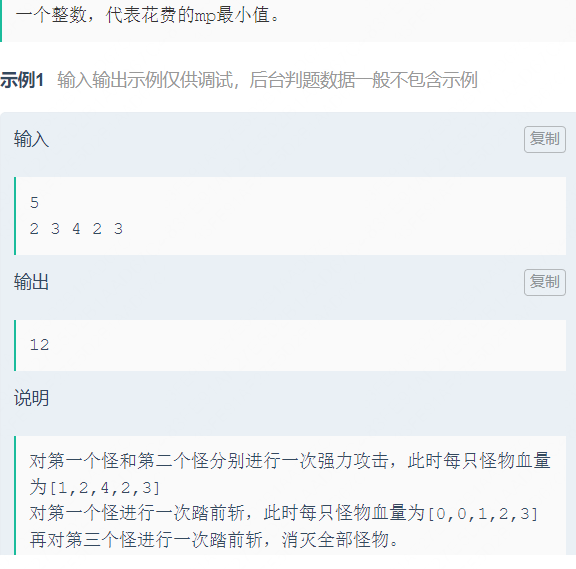 一个整数，代表花费的mp最小值。
示例1 输入输出示例仅供调试，后台判题数据一般不包含示例
输入
复制
5
2 3 4 2 3
输出
复制
12
说明
对第一个怪和第二个怪分别进行一次强力攻击，此时每只怪物血量
为[1,2,4,2,3]
对第一个怪进行一次踏前斩，此时每只怪物血量为[0,0,1,2,3]
再对第三个怪进行一次踏前斩，消灭全部怪物。